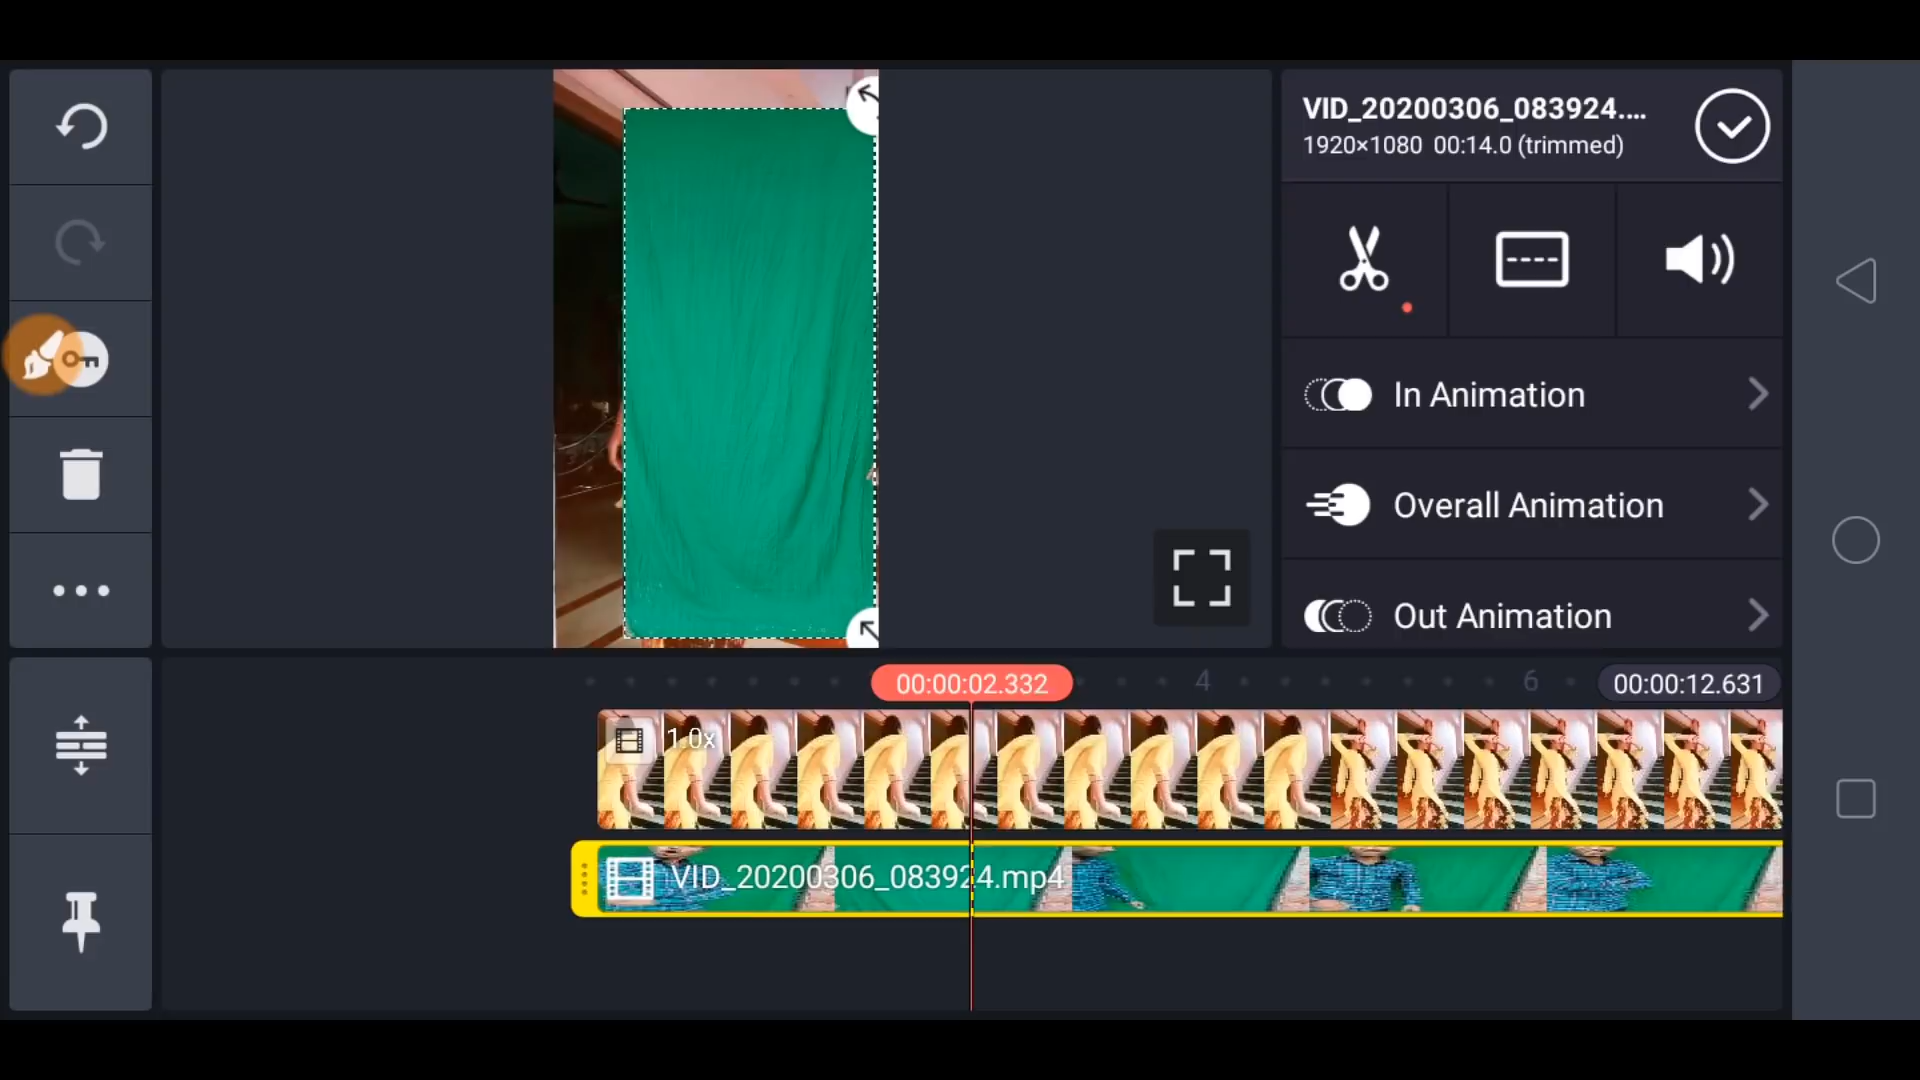 VID_20200306_083924....
1920×1080 00:14.0 (trimmed)
In Animation
Overall Animation
Out Animation
00:00:02.332
4
6
00:00:12.631
1.0x
VID_20200306_083924.mp4